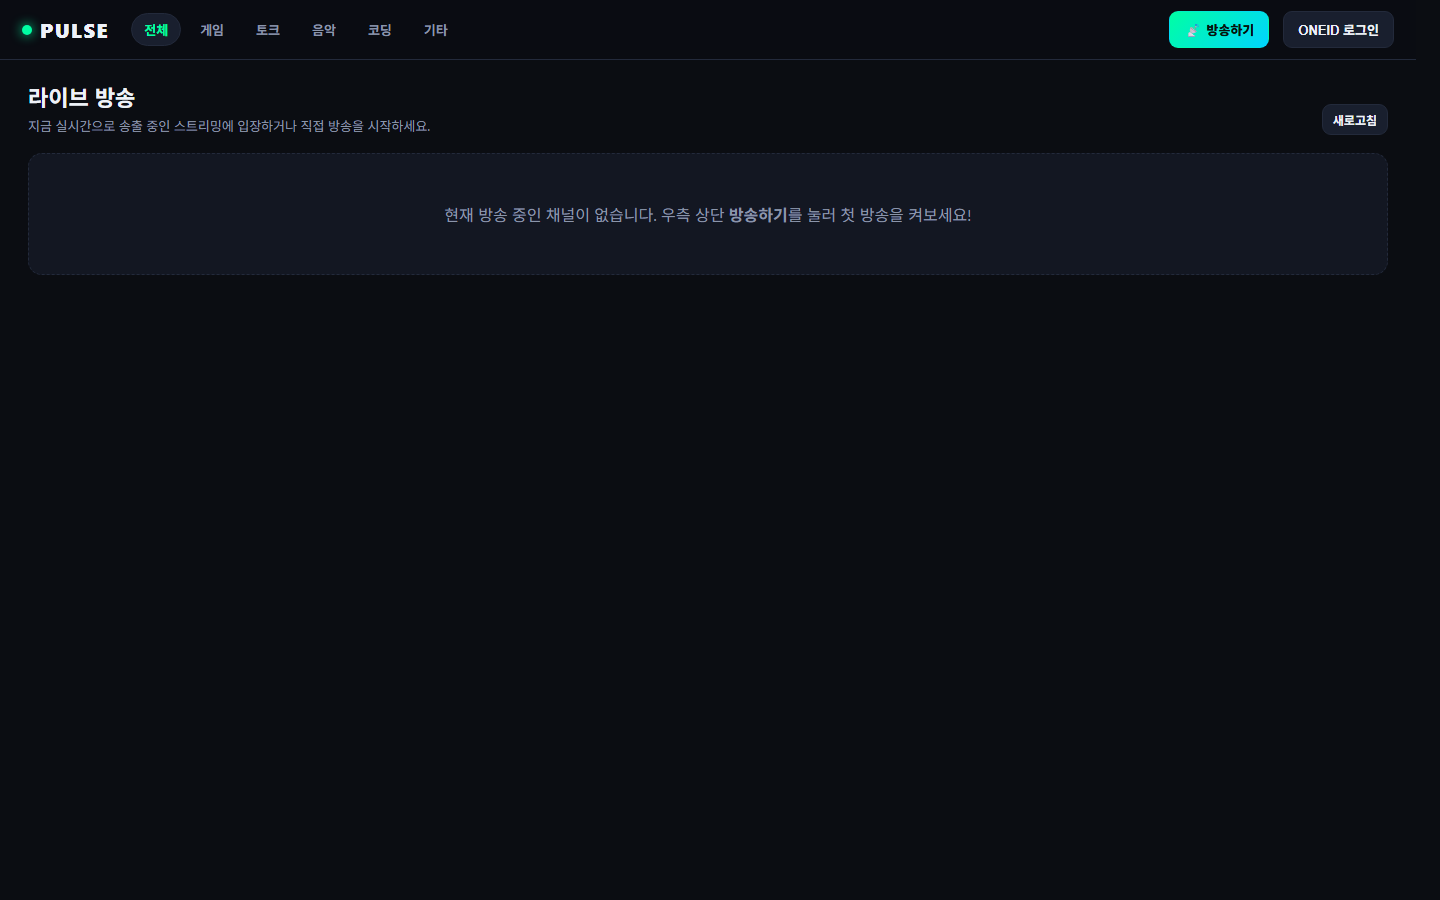 PULSE
전체
게임
토크
음악
코딩
기타
방송하기
ONEID 로그인
라이브 방송
지금 실시간으로 송출 중인 스트리밍에 입장하거나 직접 방송을 시작하세요.
새로고침
현재 방송 중인 채널이 없습니다. 우측 상단 방송하기를 눌러 첫 방송을 켜보세요!